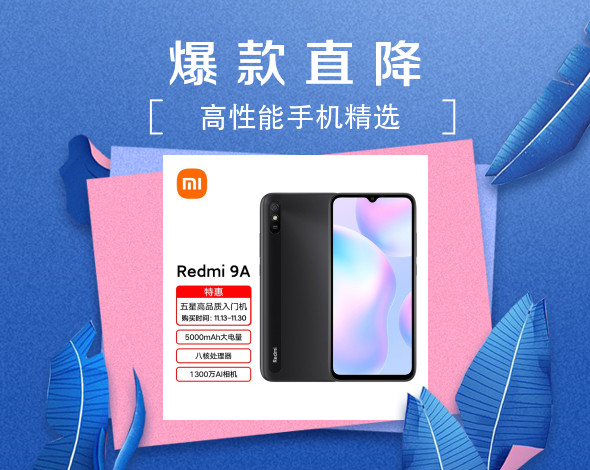 爆款直降
高性能手机精选
mi
Redmi 9A
特惠
五星高品质入门机
购买时间：11.13-11.30
5000mAh大电量
八核处理器
1300万AI相机
Redmi